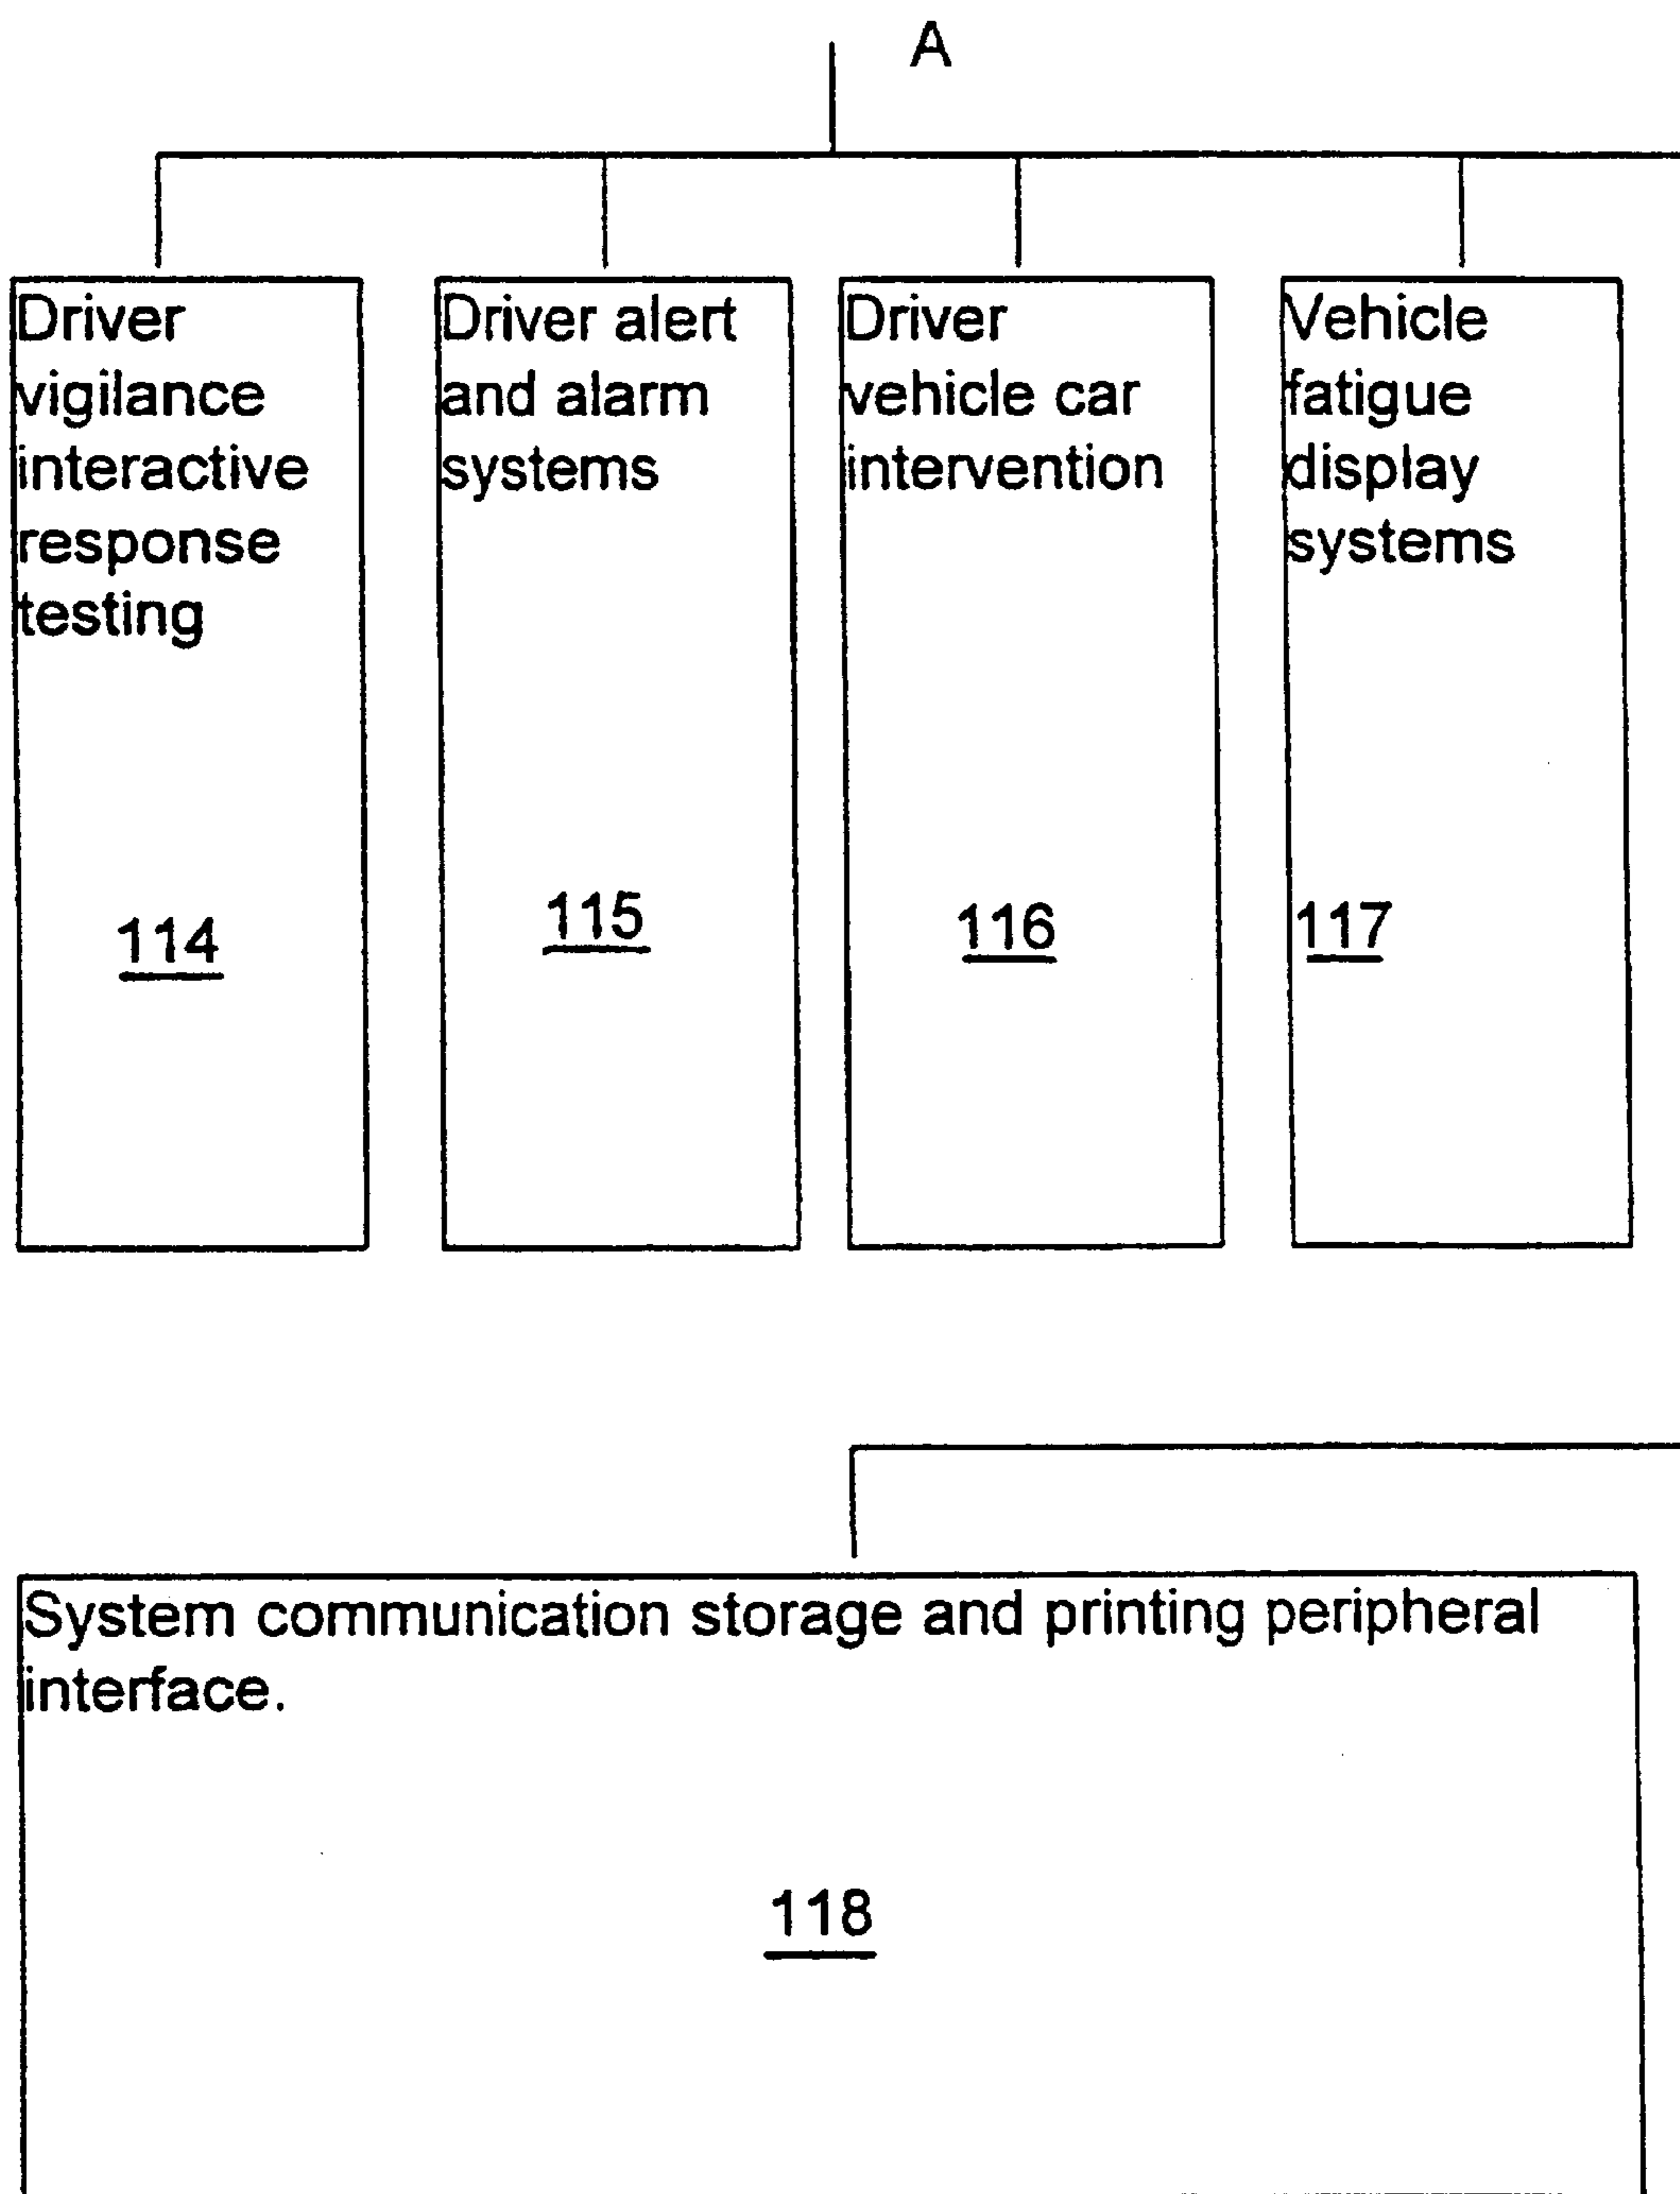 A
Driver
vigilance
interactive
response
testing
114
Driver alert
and alarm
systems
115
Driver
vehicle car
intervention
116
Vehicle
fatigue
display
systems
117
System communication storage and printing peripheral
interface.
118